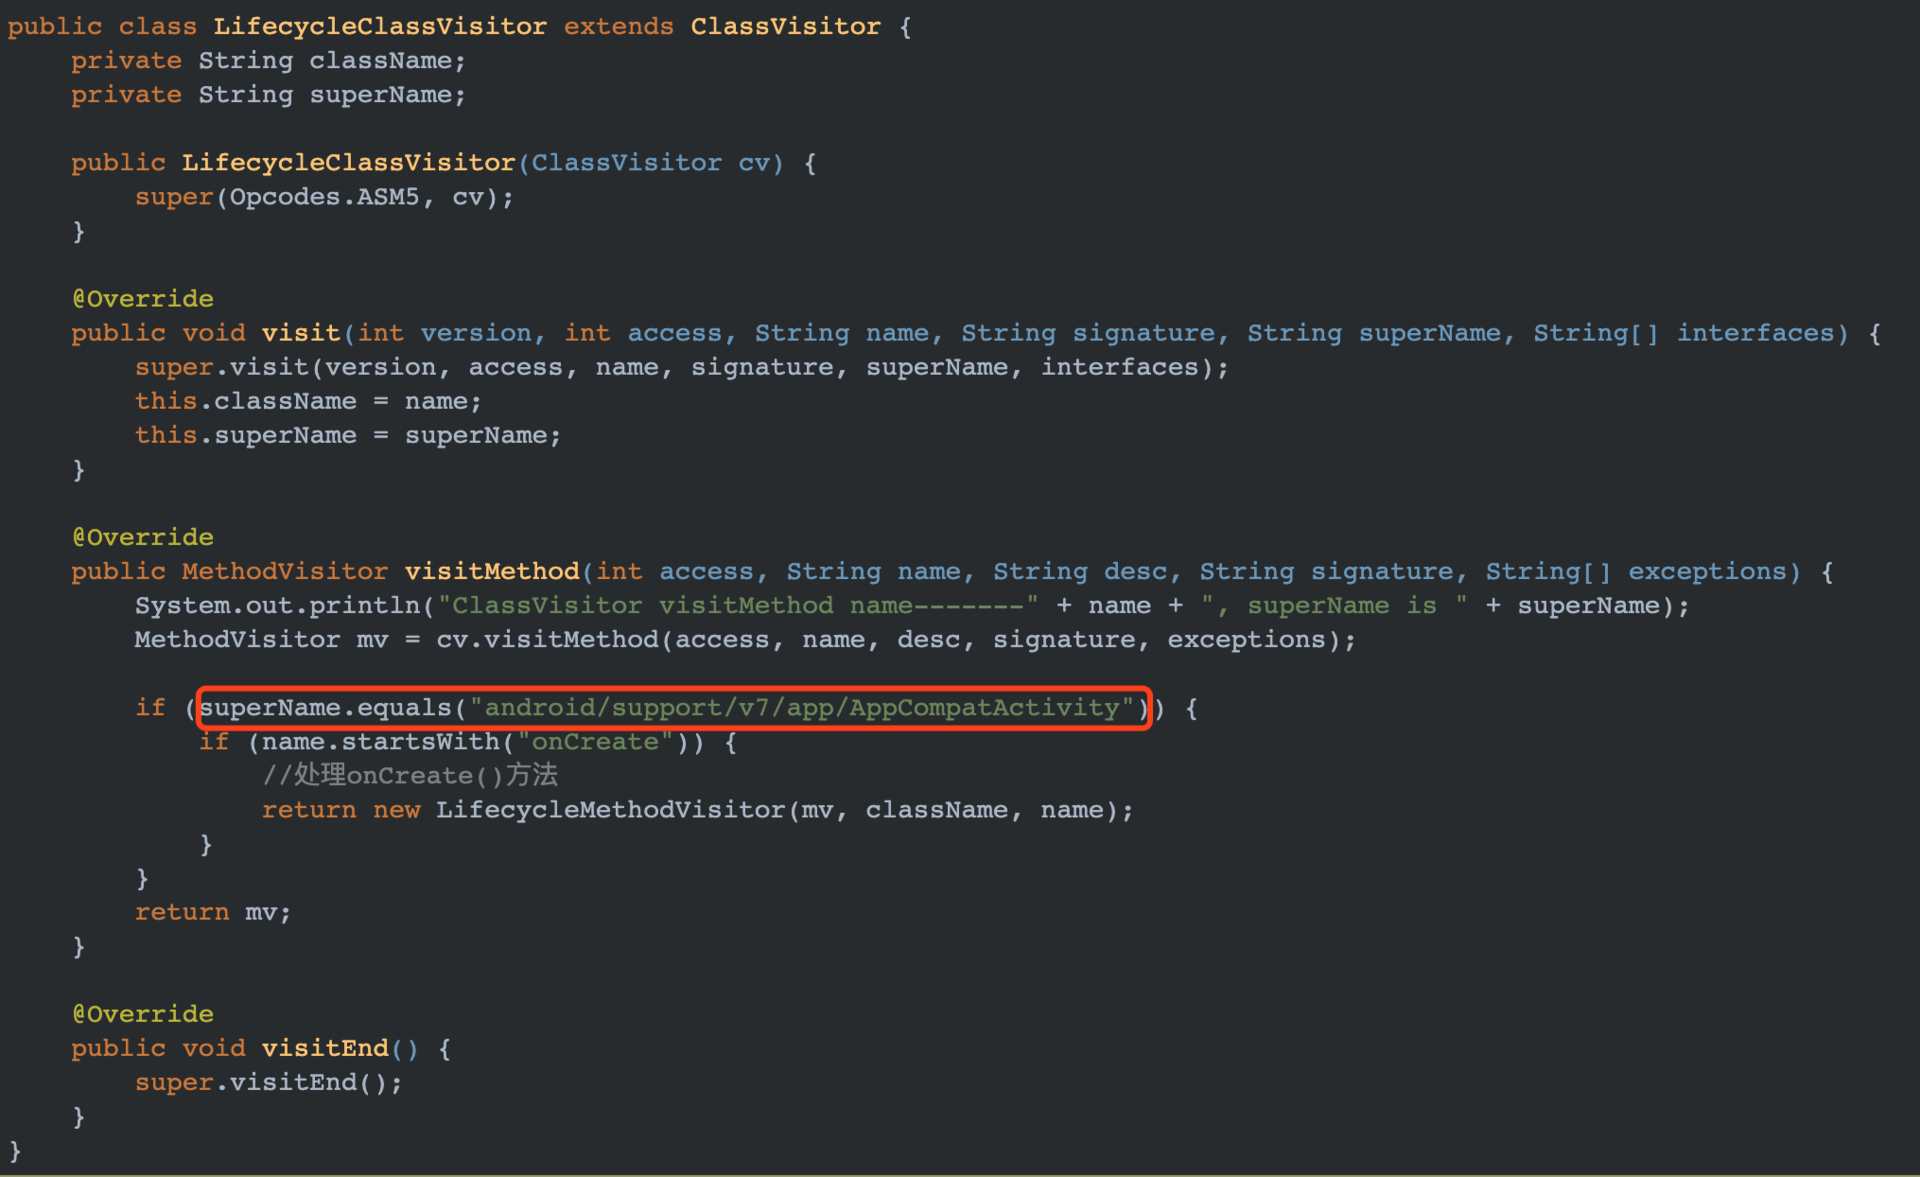 public class LifecycleClassVisitor extends ClassVisitor {
    private String className;
    private String superName;

    public LifecycleClassVisitor(ClassVisitor cv) {
        super(Opcodes.ASM5, cv);
    }

    @Override
    public void visit(int version, int access, String name, String signature, String superName, String[] interfaces) {
        super.visit(version, access, name, signature, superName, interfaces);
        this.className = name;
        this.superName = superName;
    }

    @Override
    public MethodVisitor visitMethod(int access, String name, String desc, String signature, String[] exceptions) {
        System.out.println("ClassVisitor visitMethod name-------" + name + ", superName is " + superName);
        MethodVisitor mv = cv.visitMethod(access, name, desc, signature, exceptions);

        if (superName.equals("android/support/v7/app/AppCompatActivity")) {
            if (name.startsWith("onCreate")) {
                //处理onCreate()方法
                return new LifecycleMethodVisitor(mv, className, name);
            }
        }
        return mv;
    }

    @Override
    public void visitEnd() {
        super.visitEnd();
    }
}